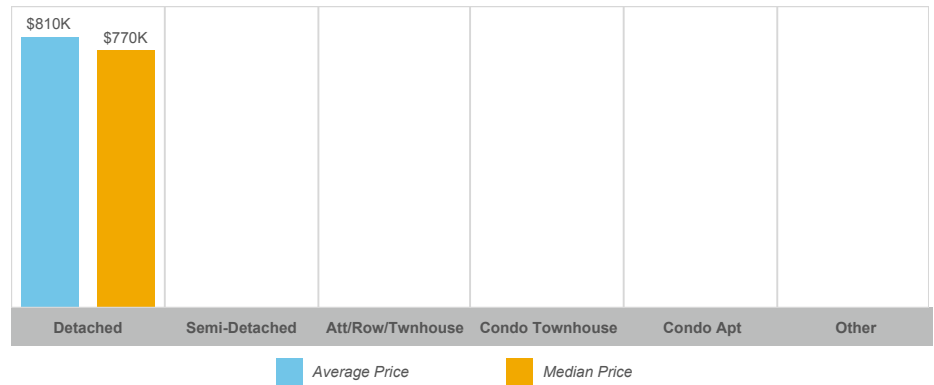 $810K
$770K
Detached
Semi-Detached
Att/Row/Twnhouse
Condo Townhouse
Condo Apt
Other
Average Price
Median Price